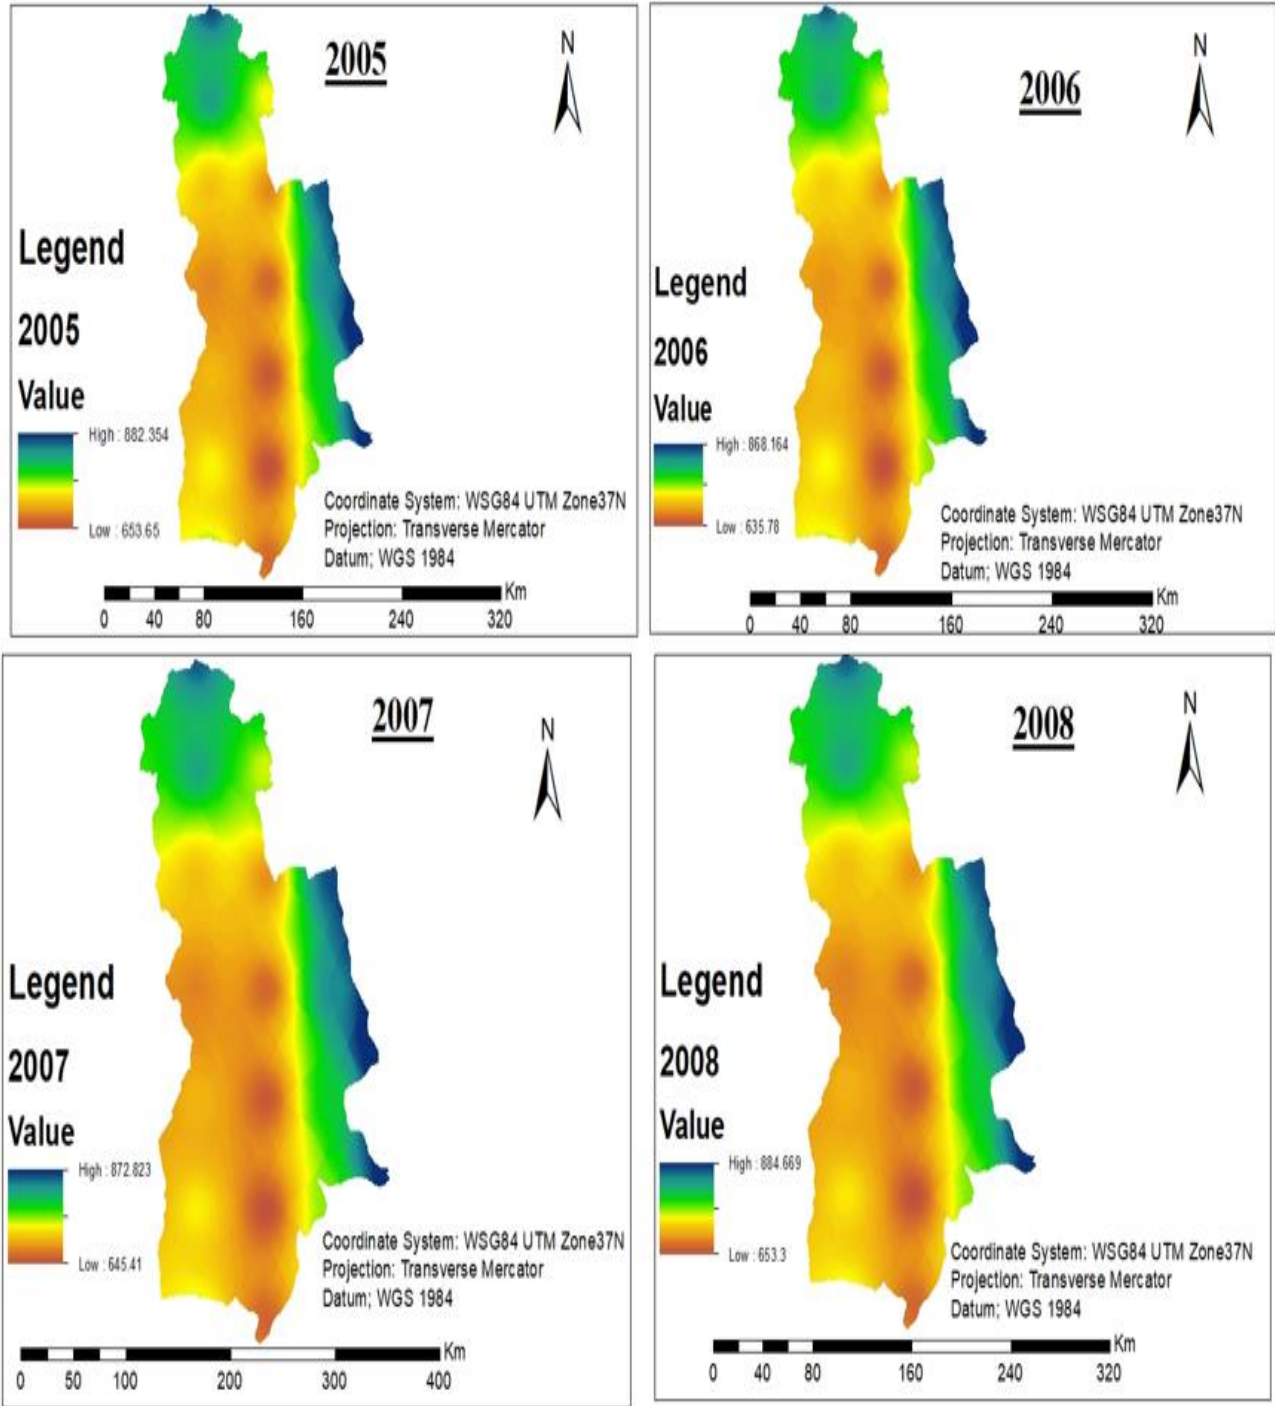 2005
N
Legend
2005
Value
High : 882.354
Low : 653.65
Coordinate System: WSG84 UTM Zone37N
Projection: Transverse Mercator
Datum; WGS 1984
Km
0 40 80 160 240 320
2006
N
Legend
2006
Value
High : 868.164
Low : 635.78
Coordinate System: WSG84 UTM Zone37N
Projection: Transverse Mercator
Datum; WGS 1984
Km
0 40 80 160 240 320
2007
N
Legend
2007
Value
High : 872.823
Low : 645.41
Coordinate System: WSG84 UTM Zone37N
Projection: Transverse Mercator
Datum; WGS 1984
Km
0 50 100 200 300 400
2008
N
Legend
2008
Value
High : 884.669
Low : 653.3
Coordinate System: WSG84 UTM Zone37N
Projection: Transverse Mercator
Datum; WGS 1984
Km
0 40 80 160 240 320